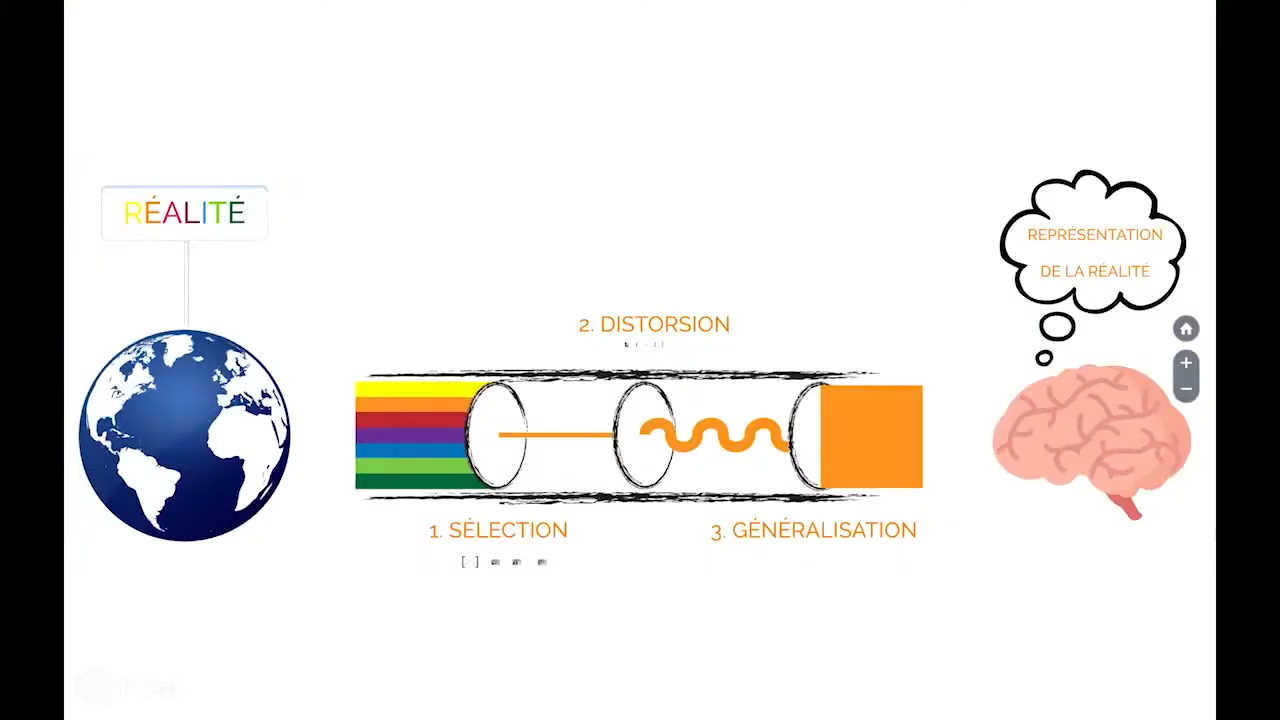 RÉALITÉ
REPRÉSENTATION
DE LA RÉALITÉ
2. DISTORSION
1. SÉLECTION
3. GÉNÉRALISATION